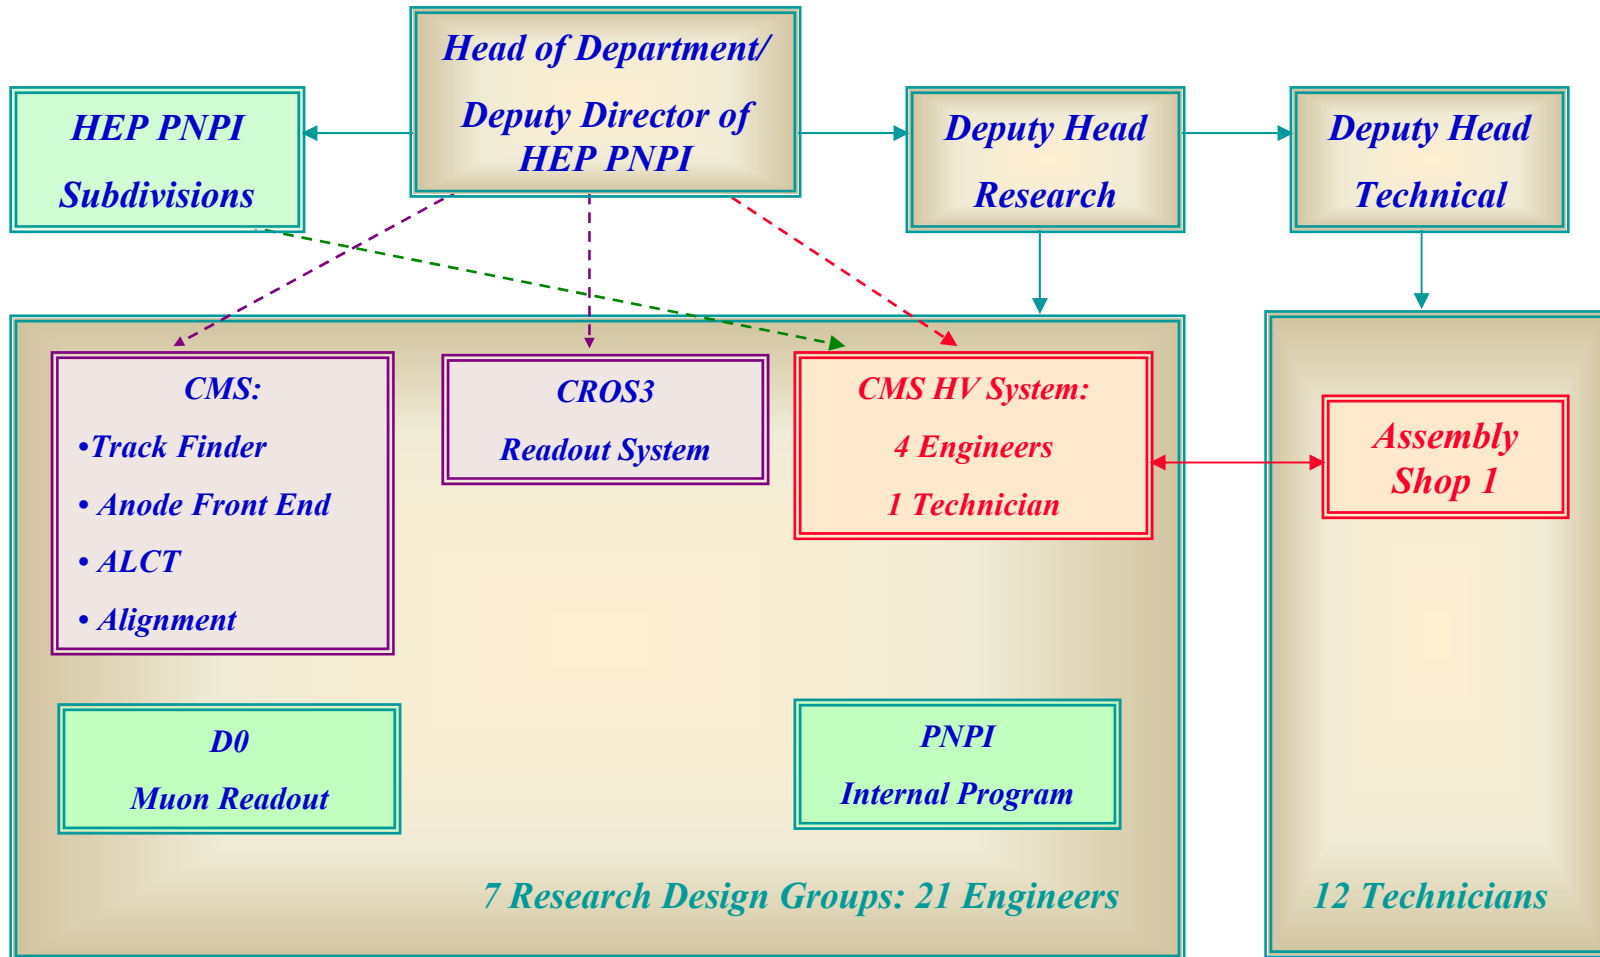 Head of Department/
Deputy Director of
HEP PNPI
HEP PNPI
Subdivisions
Deputy Head
Research
Deputy Head
Technical
CMS:
•Track Finder
• Anode Front End
• ALCT
• Alignment
CROS3
Readout System
CMS HV System:
4 Engineers
1 Technician
Assembly
Shop 1
D0
Muon Readout
PNPI
Internal Program
7 Research Design Groups: 21 Engineers
12 Technicians